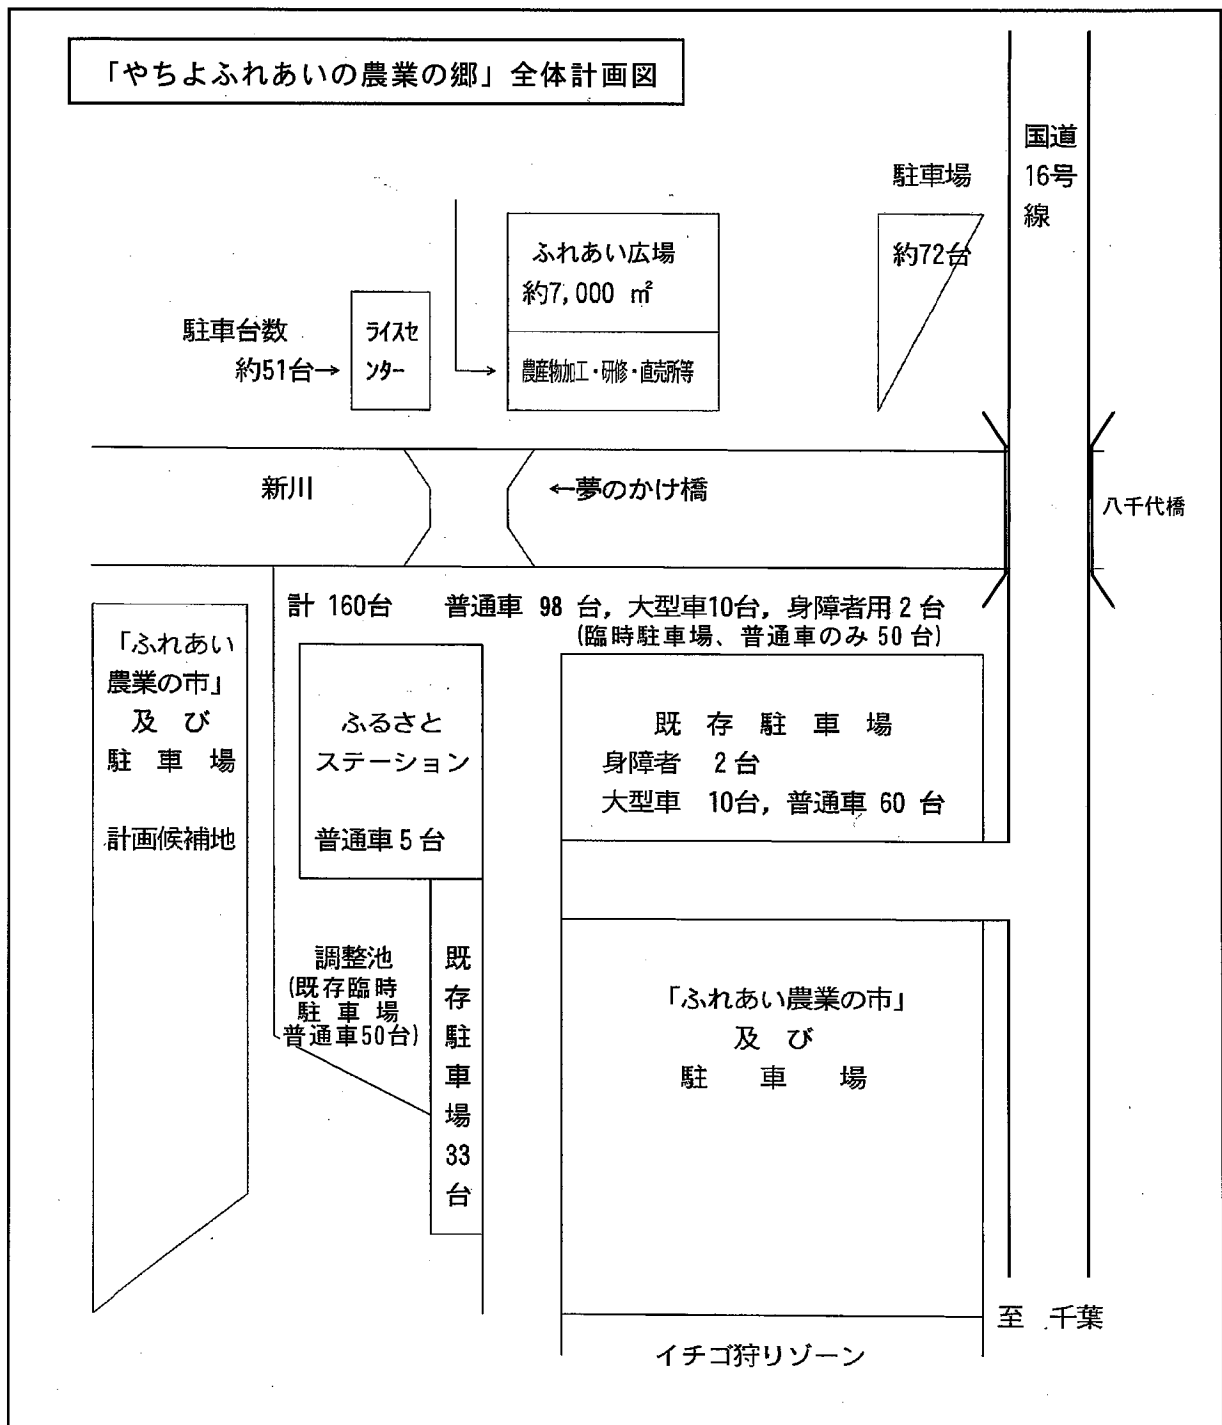 「やちよふれあいの農業の郷」全体計画図
国道
16号
線
駐車場
約72台
ふれあい広場
約7,000 ㎡
農産物加工・研修・直売所等
駐車台数
約51台→
ライスセ
ンター
新川
←夢のかけ橋
八千代橋
計 160台 普通車 98 台,大型車10台,身障者用 2 台
(臨時駐車場、普通車のみ 50 台)
「ふれあい
農業の市」
及 び
駐 車 場
計画候補地
ふるさと
ステーション
普通車 5 台
既 存 駐 車 場
身障者 2 台
大型車 10台,普通車 60 台
調整池
(既存臨時
駐 車 場
普通車50台)
既
存
駐
車
場
33
台
「ふれあい農業の市」
及 び
駐 車 場
至 千葉
イチゴ狩りゾーン